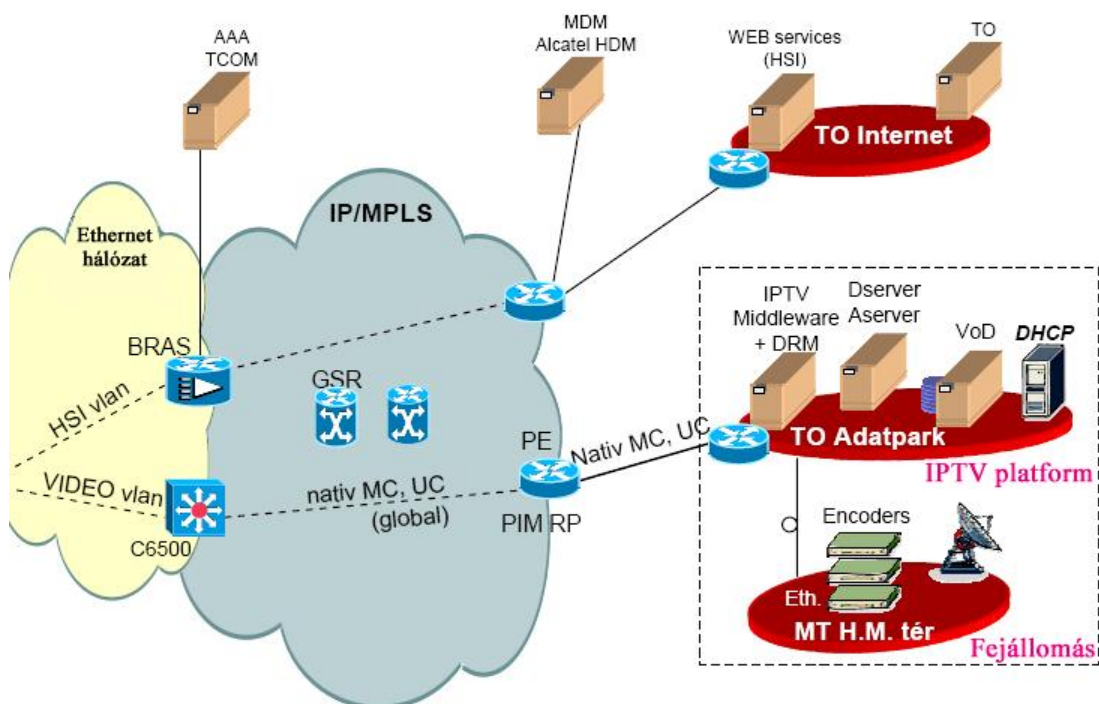 AAA
TCOM
MDM
Alcatel HDM
WEB services
(HSI)
TO
TO Internet
Ethernet
hálózat
IP/MPLS
BRAS
HSI vlan
GSR
VIDEO vlan
C6500
nativ MC, UC
(global)
PE
PIM RP
Nativ MC, UC
IPTV
Middleware
+ DRM
Dserver
Aserver
VoD
DHCP
TO Adatpark
IPTV platform
Encoders
Eth.
MT H.M. tér
Fejállomás